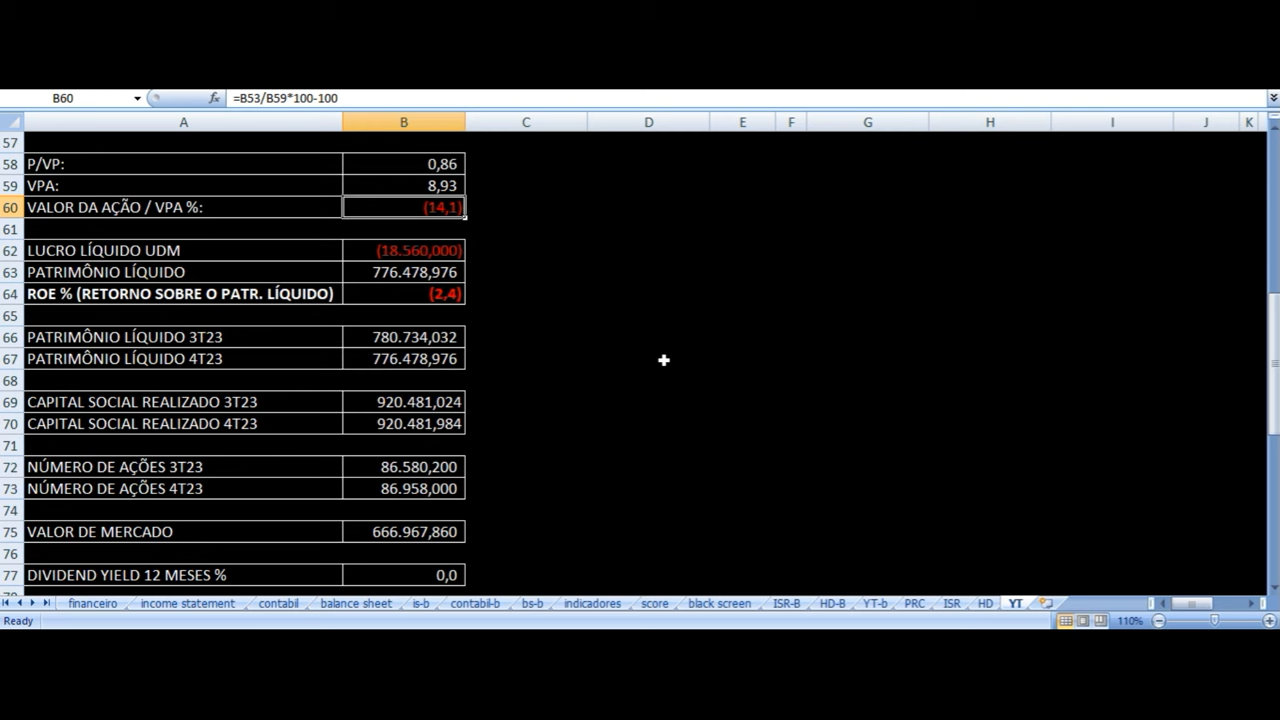 B60 fx =B53/B59*100-100
A B C D E F G H I J K
57
58 P/VP: 0,86
59 VPA: 8,93
60 VALOR DA AÇÃO / VPA %: (14,1)
61
62 LUCRO LÍQUIDO UDM (18.560,000)
63 PATRIMÔNIO LÍQUIDO 776.478,976
64 ROE % (RETORNO SOBRE O PATR. LÍQUIDO) (2,4)
65
66 PATRIMÔNIO LÍQUIDO 3T23 780.734,032
67 PATRIMÔNIO LÍQUIDO 4T23 776.478,976
68
69 CAPITAL SOCIAL REALIZADO 3T23 920.481,024
70 CAPITAL SOCIAL REALIZADO 4T23 920.481,984
71
72 NÚMERO DE AÇÕES 3T23 86.580,200
73 NÚMERO DE AÇÕES 4T23 86.958,000
74
75 VALOR DE MERCADO 666.967,860
76
77 DIVIDEND YIELD 12 MESES % 0,0
financeiro income statement contabil balance sheet is-b contabil-b bs-b indicadores score black screen ISR-B HD-B YT-b PRC ISR HD YT
Ready 110%